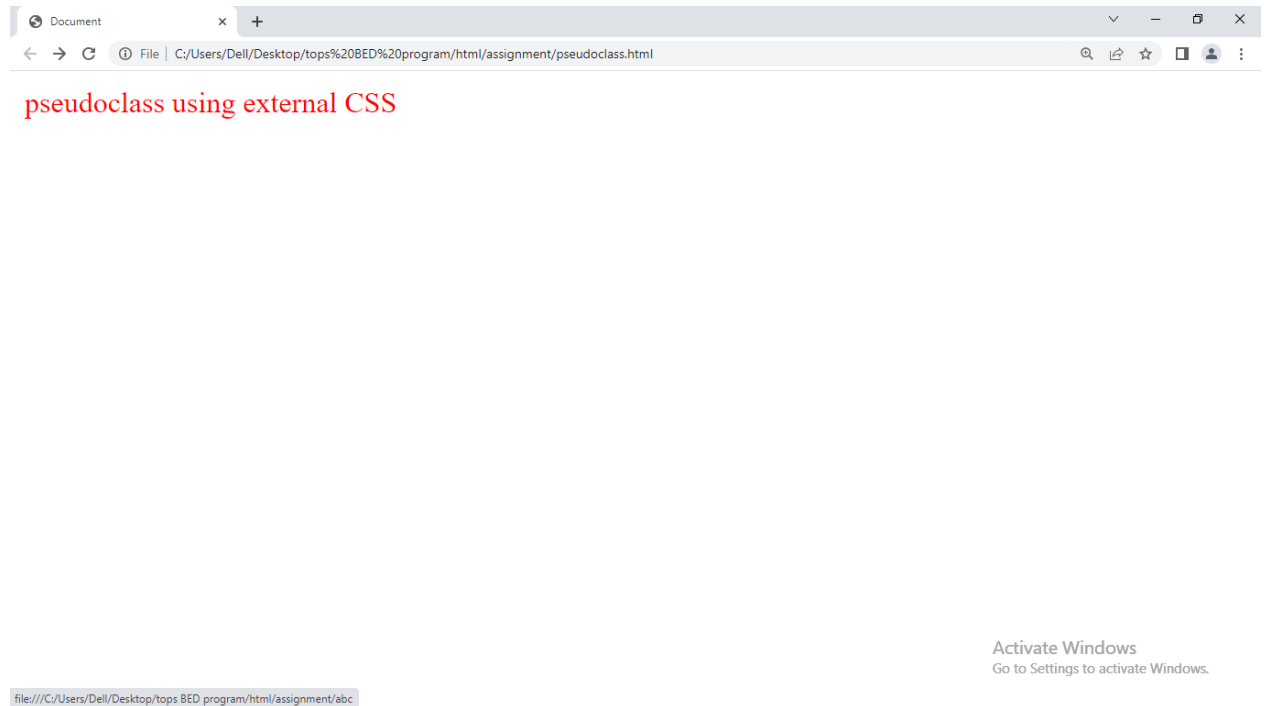 Document
File
C:/Users/Dell/Desktop/tops%20BED%20program/html/assignment/pseudoclass.html
pseudoclass using external CSS
Activate Windows
Go to Settings to activate Windows.
file:///C:/Users/Dell/Desktop/tops BED program/html/assignment/abc